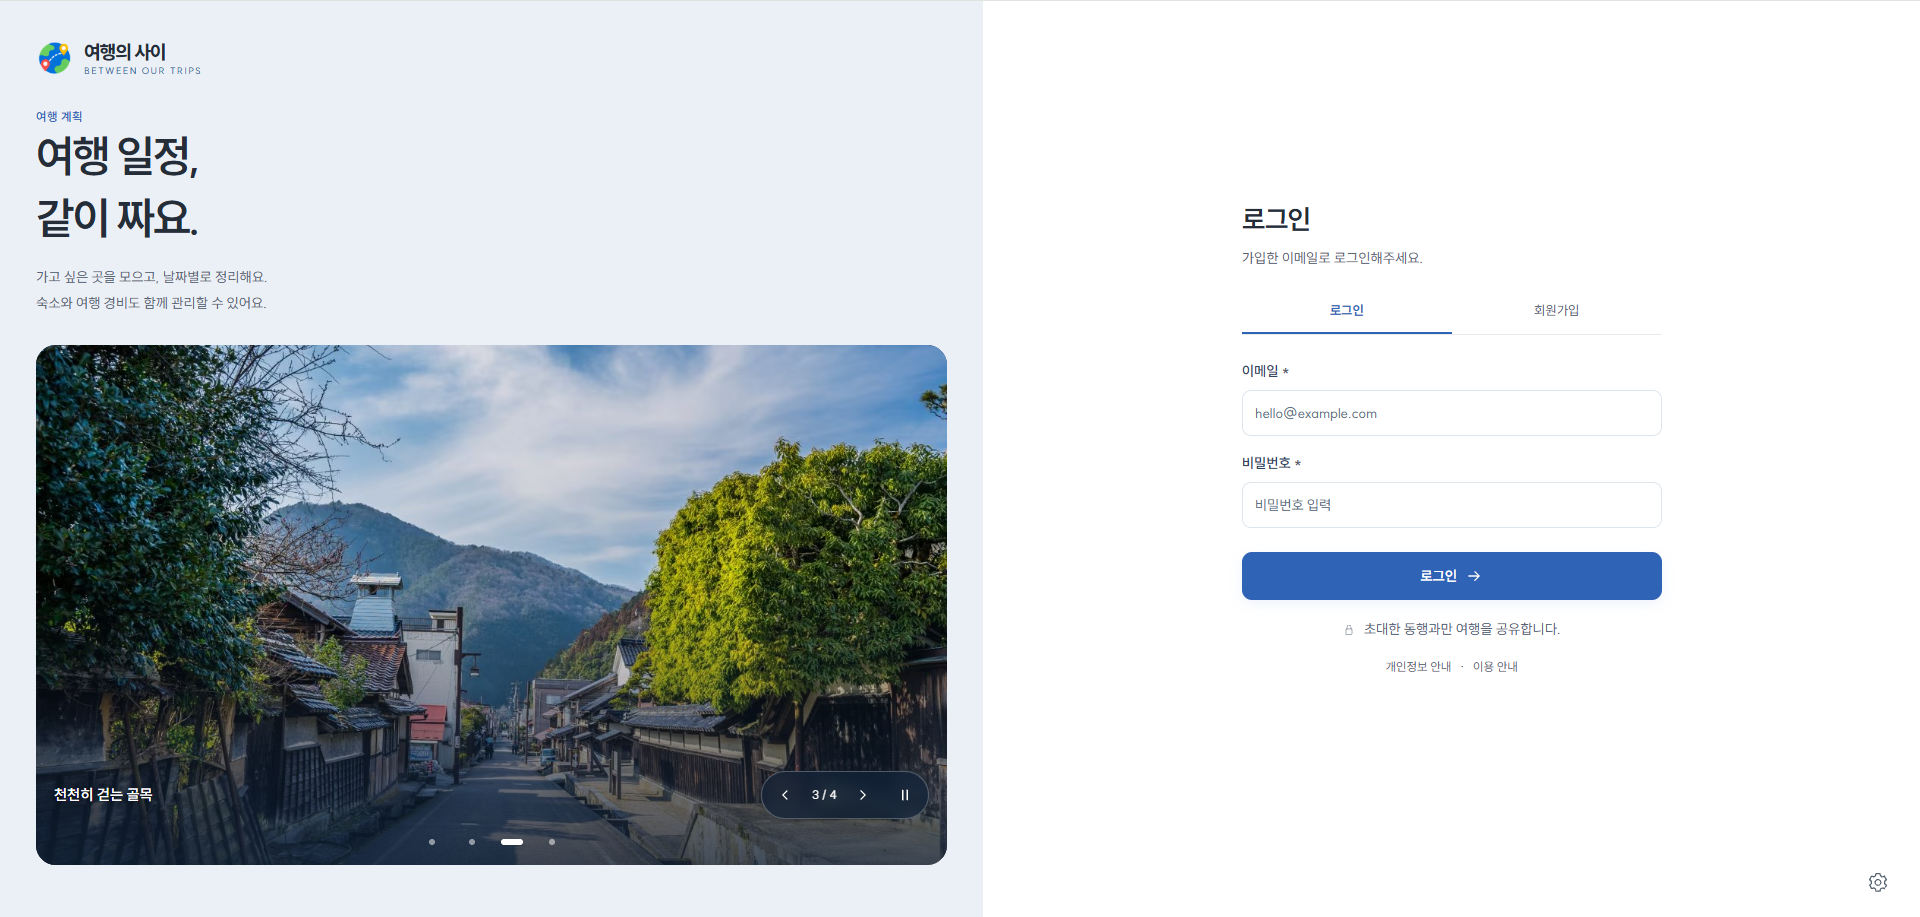 여행의 사이
BETWEEN OUR TRIPS
여행 계획
여행 일정,
같이 짜요.
가고 싶은 곳을 모으고, 날짜별로 정리해요.
숙소와 여행 경비도 함께 관리할 수 있어요.
천천히 걷는 골목
3 / 4
로그인
가입한 이메일로 로그인해주세요.
로그인
회원가입
이메일 *
hello@example.com
비밀번호 *
비밀번호 입력
로그인 →
초대한 동행과만 여행을 공유합니다.
개인정보 안내 · 이용 안내